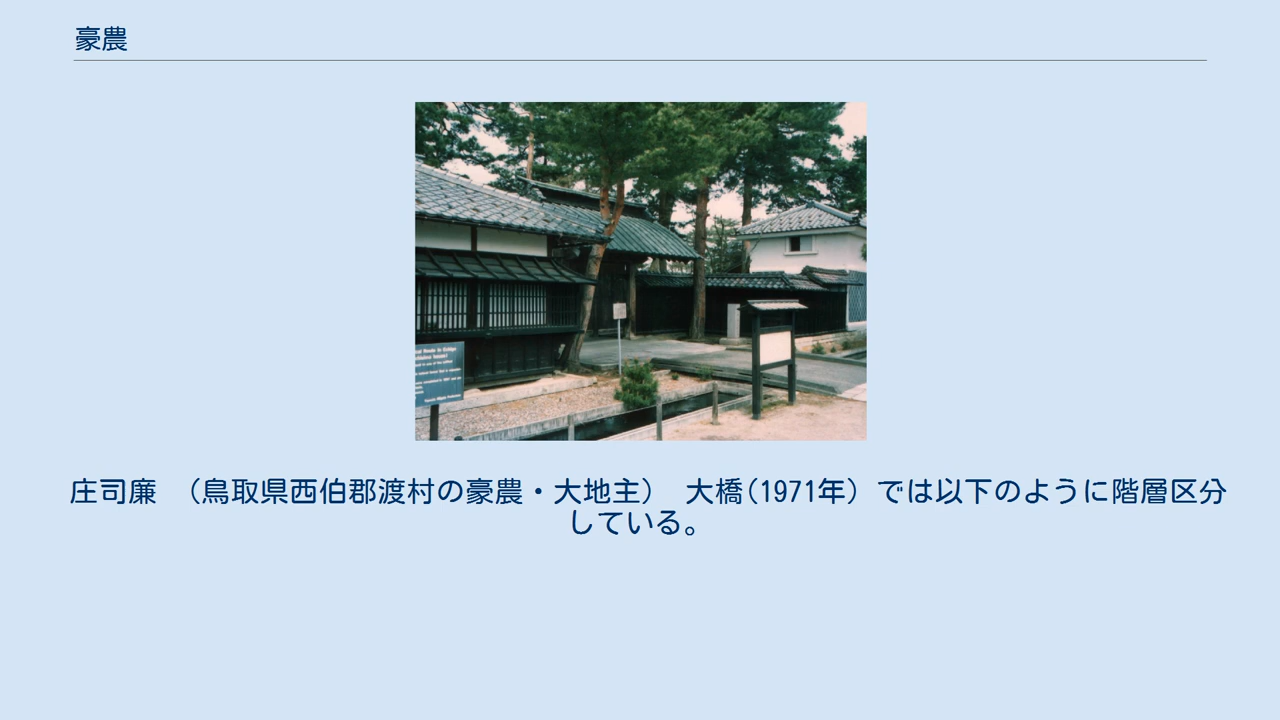 豪農
庄司廉　（鳥取県西伯郡渡村の豪農・大地主）　大橋(1971年）では以下のように階層区分
している。